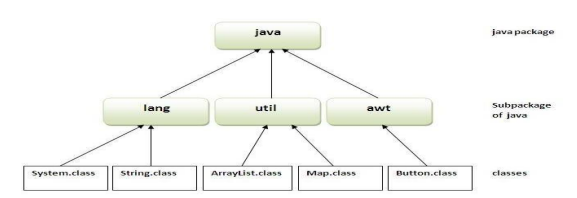 java
java package
lang
util
awt
Subpackage
of java
System.class
String.class
ArrayList.class
Map.class
Button.class
classes